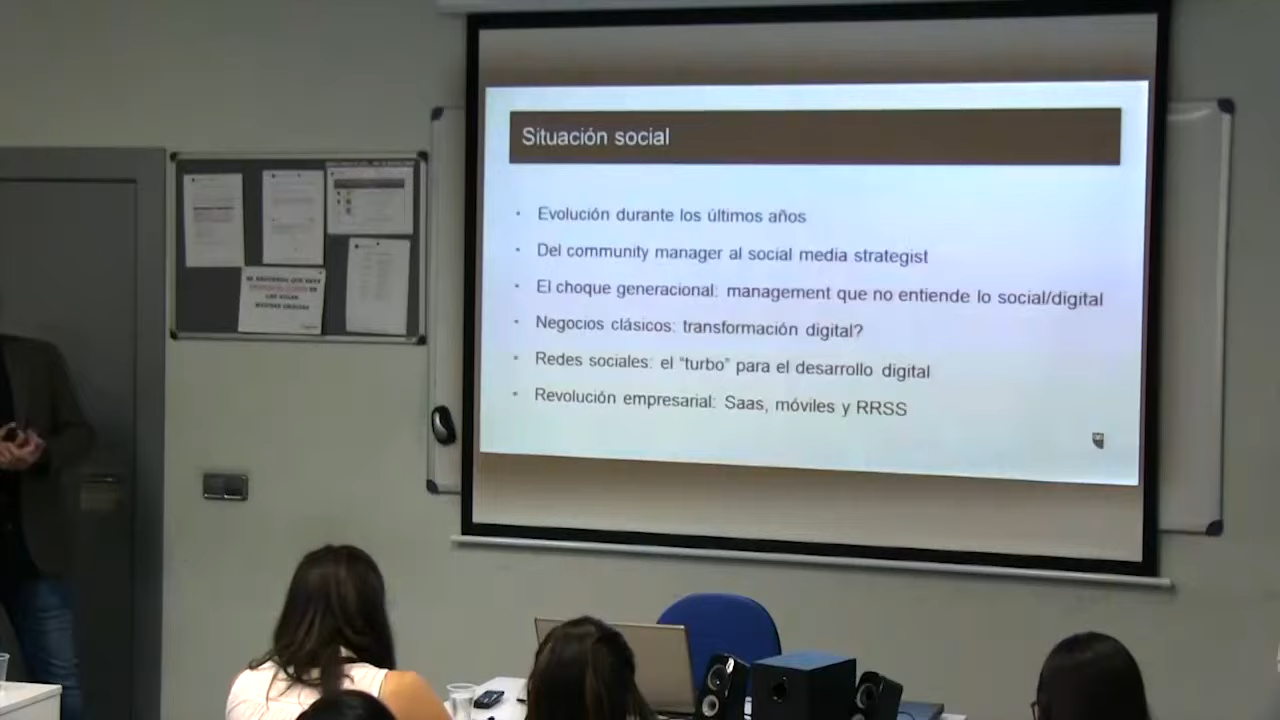 Situación social
Evolución durante los últimos años
Del community manager al social media strategist
El choque generacional: management que no entiende lo social/digital
Negocios clásicos: transformación digital?
Redes sociales: el “turbo” para el desarrollo digital
Revolución empresarial: Saas, móviles y RRSS